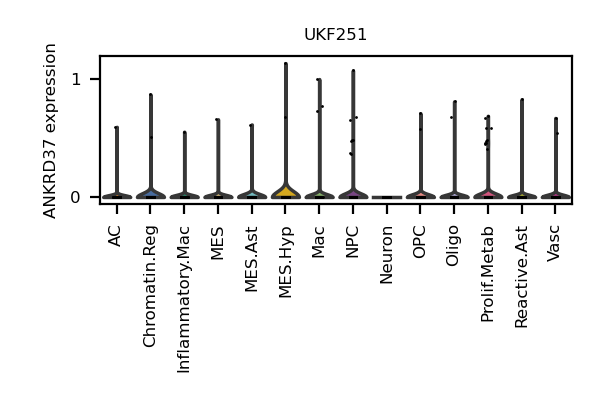 UKF251
ANKRD37 expression
1
0
AC
Chromatin.Reg
Inflammatory.Mac
MES
MES.Ast
MES.Hyp
Mac
NPC
Neuron
OPC
Oligo
Prolif.Metab
Reactive.Ast
Vasc